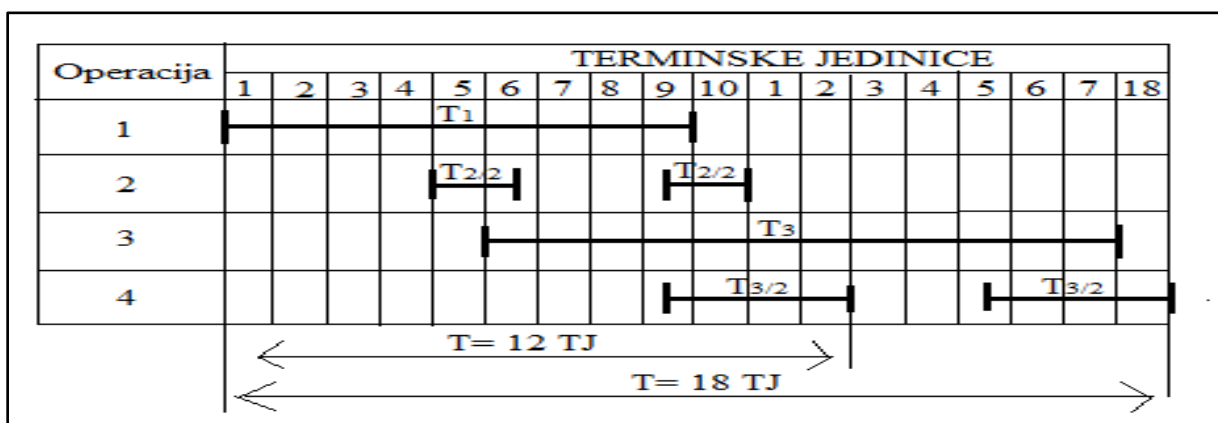 TERMINSKE JEDINICE
Operacija
1 2 3 4 5 6 7 8 9 10 1 2 3 4 5 6 7 18
1 T1
2 T2/2 T2/2
3 T3
4 T3/2 T3/2
T= 12 TJ
T= 18 TJ